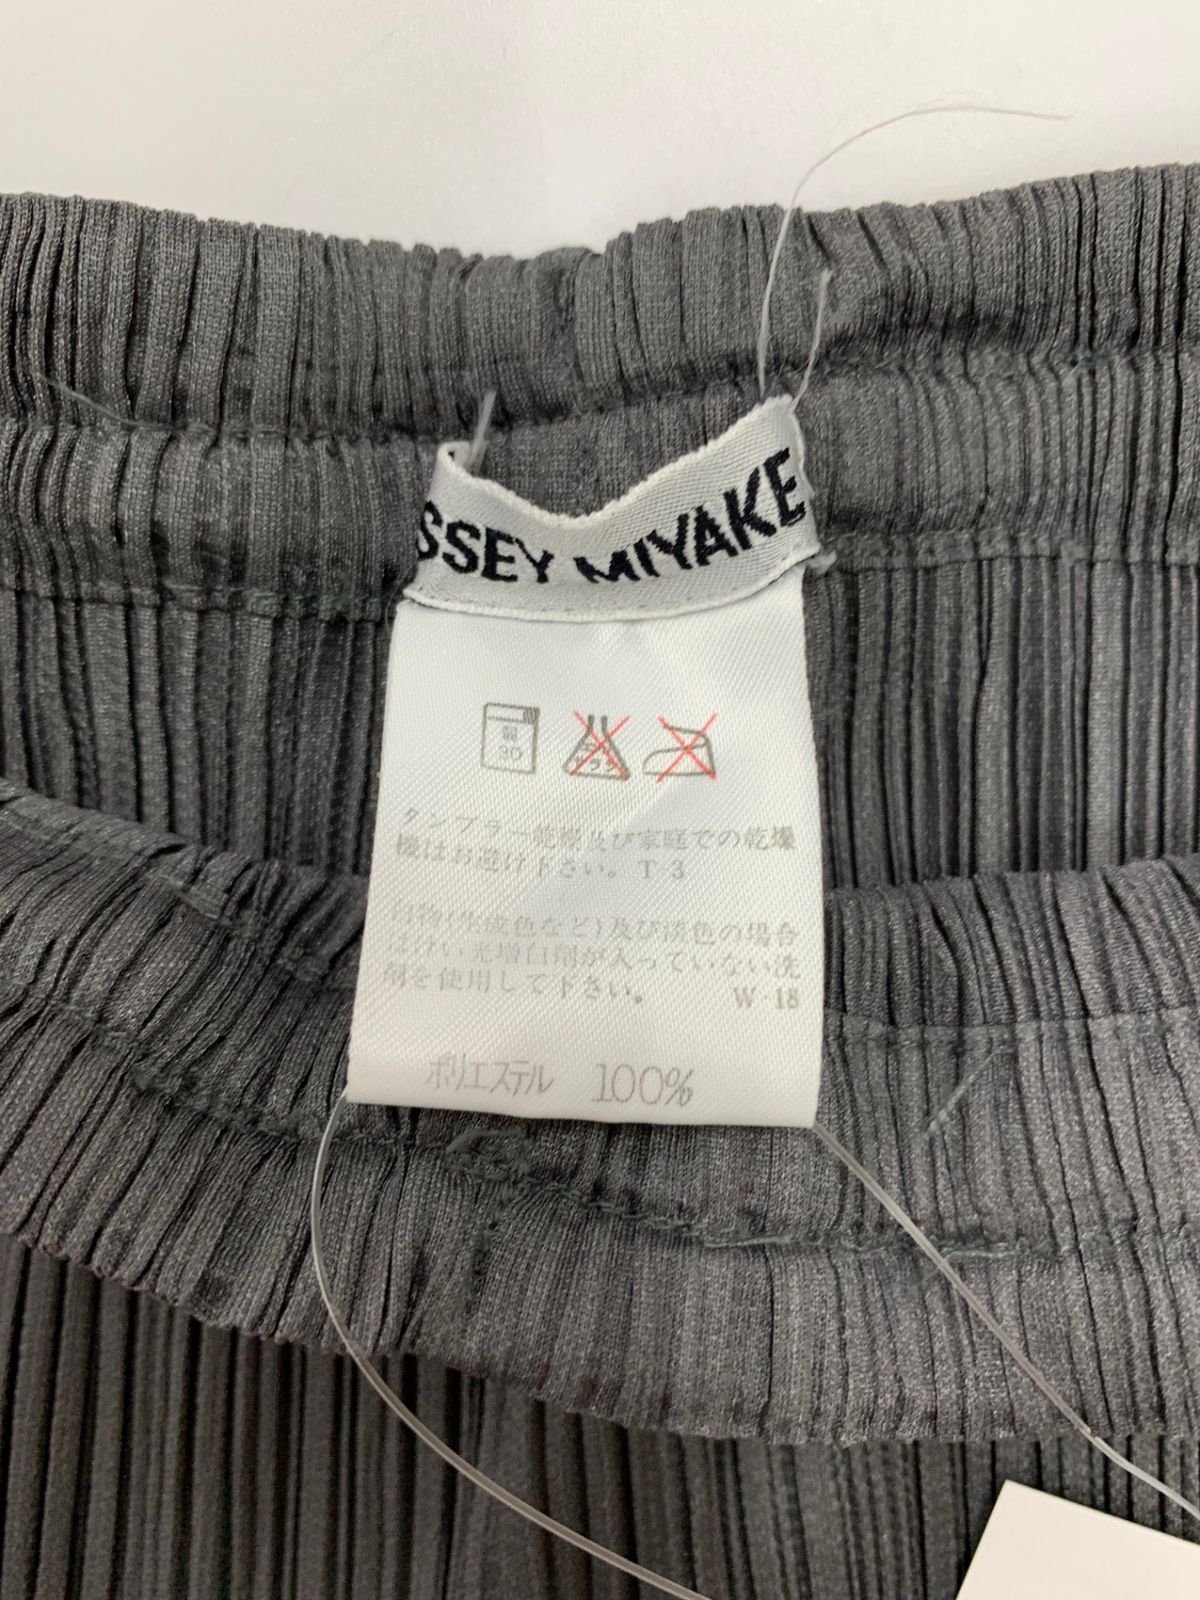 SSEY MIYAKE
弱
30
タンブラー乾燥及び家庭での乾燥
機はお避け下さい。T-3
白物(生成色など)及び淡色の場合
はけい光増白剤が入っていない洗
剤を使用して下さい。 W-18
ポリエステル 100%